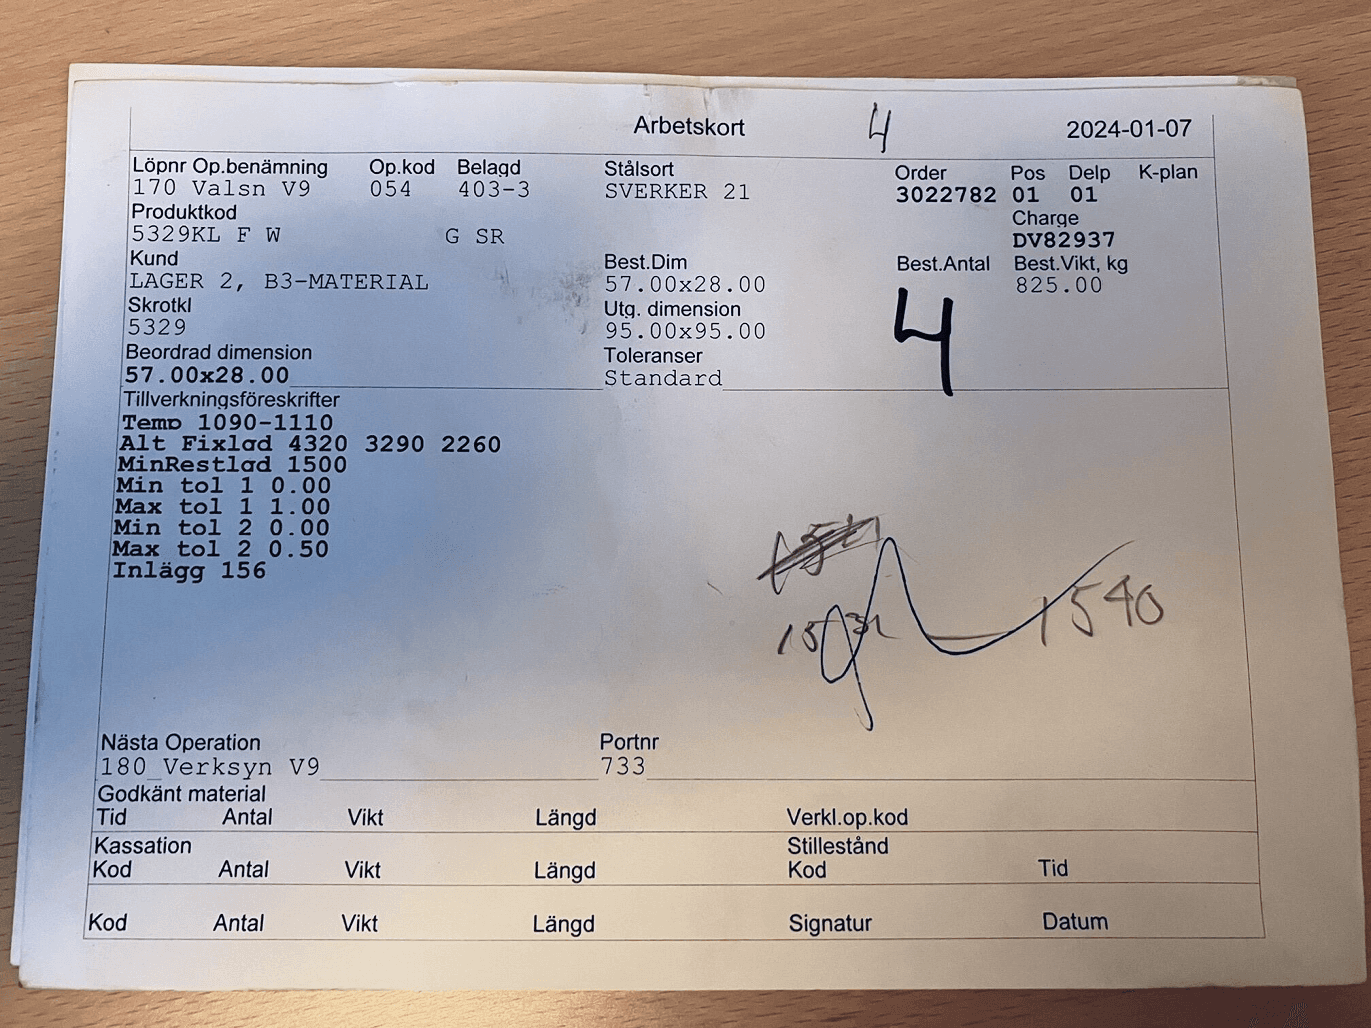 Arbetskort 4 2024-01-07
Löpnr Op.benämning Op.kod Belagd Stålsort Order Pos Delp K-plan
170 Valsn V9 054 403-3 SVERKER 21 3022782 01 01
Produktkod Charge
5329KL F W G SR DV82937
Kund Best.Dim Best.Antal Best.Vikt, kg
LAGER 2, B3-MATERIAL 57.00x28.00 4 825.00
Skrotkl Utg. dimension
5329 95.00x95.00
Beordrad dimension Toleranser
57.00x28.00 Standard
Tillverkningsföreskrifter
Temp 1090-1110
Alt Fixlgd 4320 3290 2260
MinRestlgd 1500
Min tol 1 0.00
Max tol 1 1.00
Min tol 2 0.00
Max tol 2 0.50
Inlägg 156
1540
Nästa Operation Portnr
180 Verksyn V9 733
Godkänt material
Tid Antal Vikt Längd Verkl.op.kod
Kassation Stillestånd
Kod Antal Vikt Längd Kod Tid
Kod Antal Vikt Längd Signatur Datum